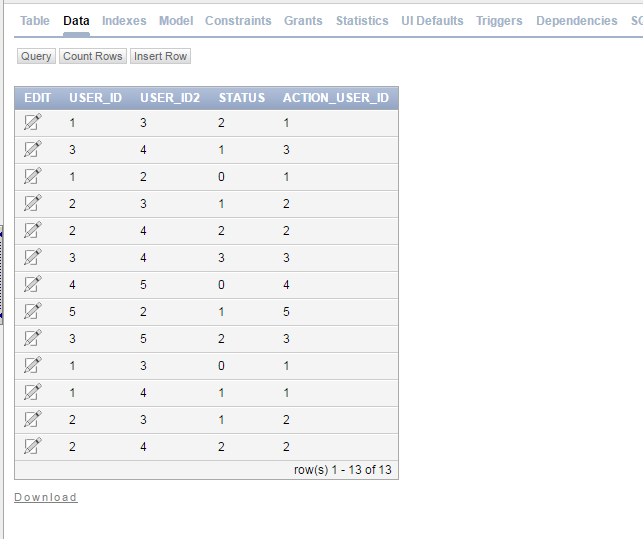 Table Data Indexes Model Constraints Grants Statistics UI Defaults Triggers Dependencies
Query Count Rows Insert Row
EDIT USER_ID USER_ID2 STATUS ACTION_USER_ID
1 3 2 1
3 4 1 3
1 2 0 1
2 3 1 2
2 4 2 2
3 4 3 3
4 5 0 4
5 2 1 5
3 5 2 3
1 3 0 1
1 4 1 1
2 3 1 2
2 4 2 2
row(s) 1 - 13 of 13
Download